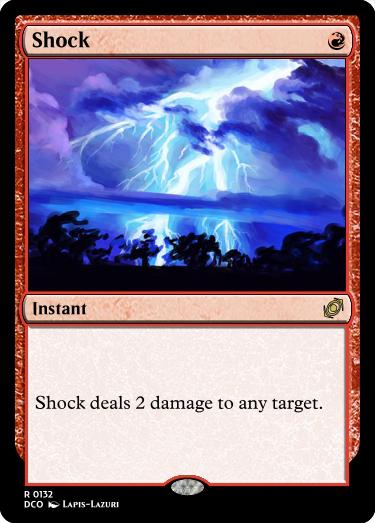 Shock
Instant
Shock deals 2 damage to any target.
R 0132
DCO Lapis-Lazuri